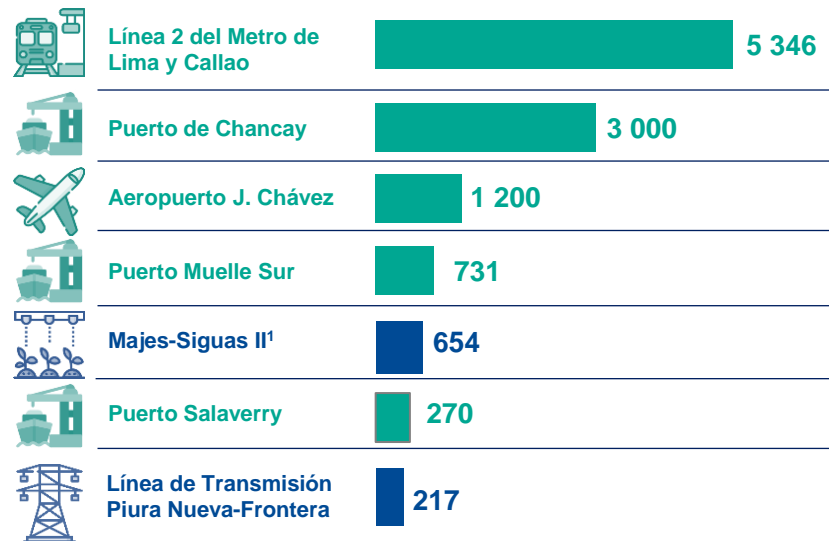 Línea 2 del Metro de
Lima y Callao
5 346
Puerto de Chancay
3 000
Aeropuerto J. Chávez
1 200
Puerto Muelle Sur
731
Majes-Siguas II¹
654
Puerto Salaverry
270
Línea de Transmisión
Piura Nueva-Frontera
217